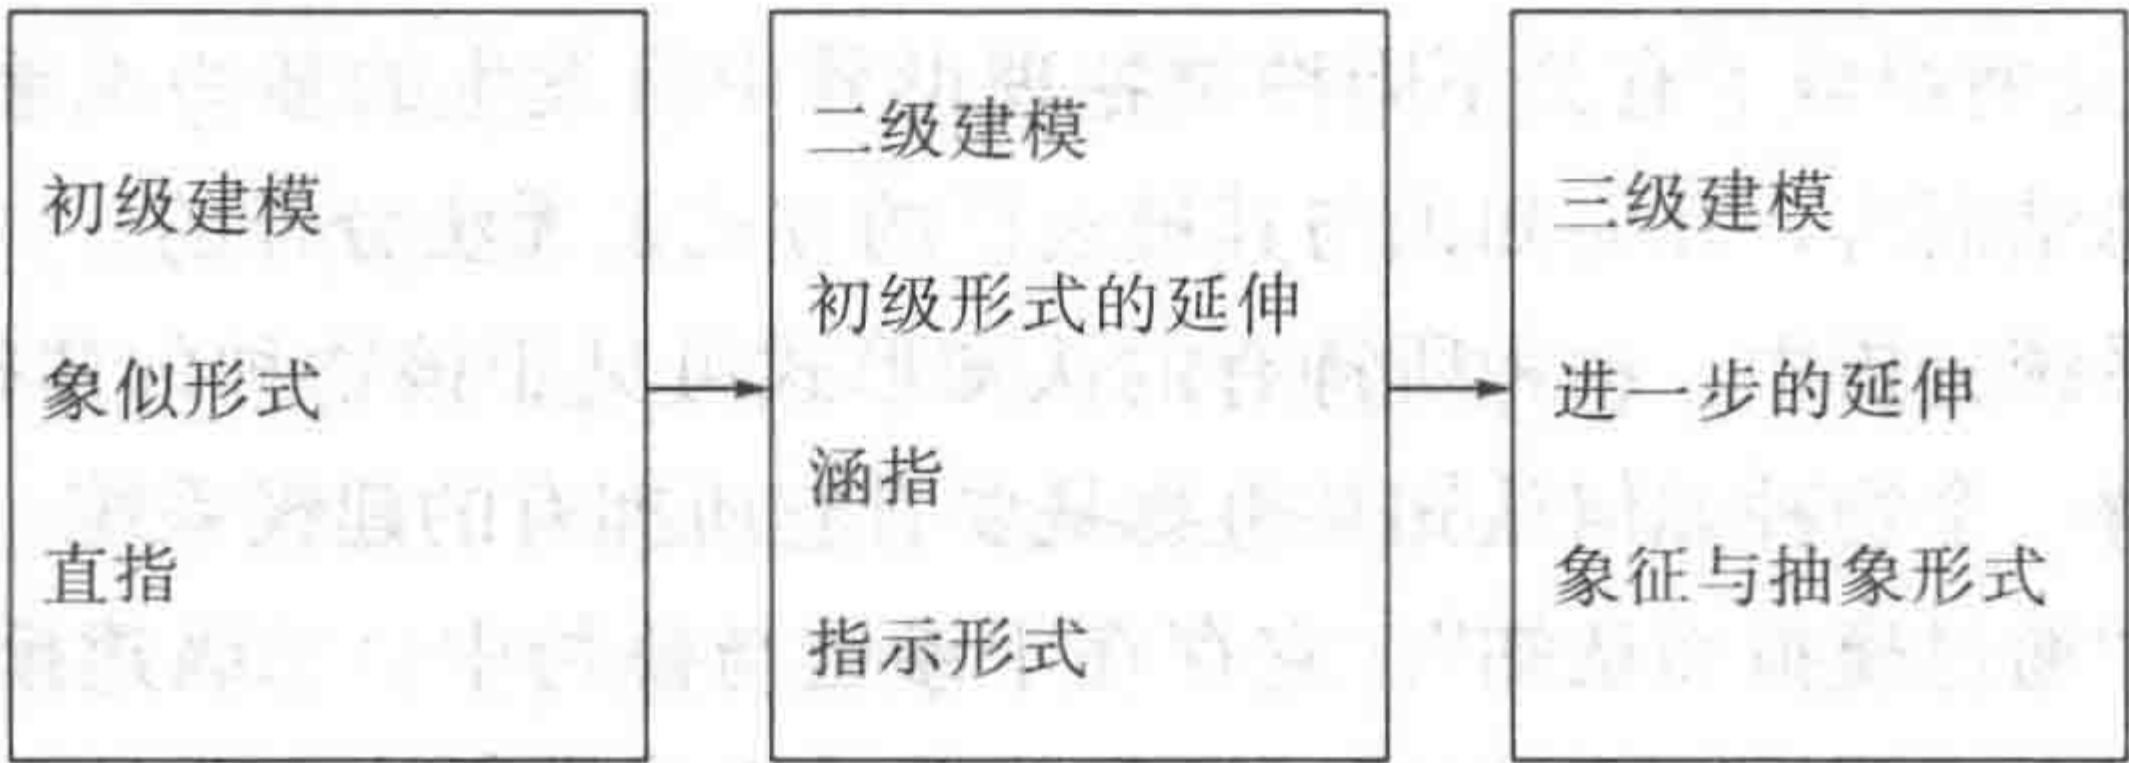 初级建模
象似形式
直指
二级建模
初级形式的延伸
涵指
指示形式
三级建模
进一步的延伸
象征与抽象形式